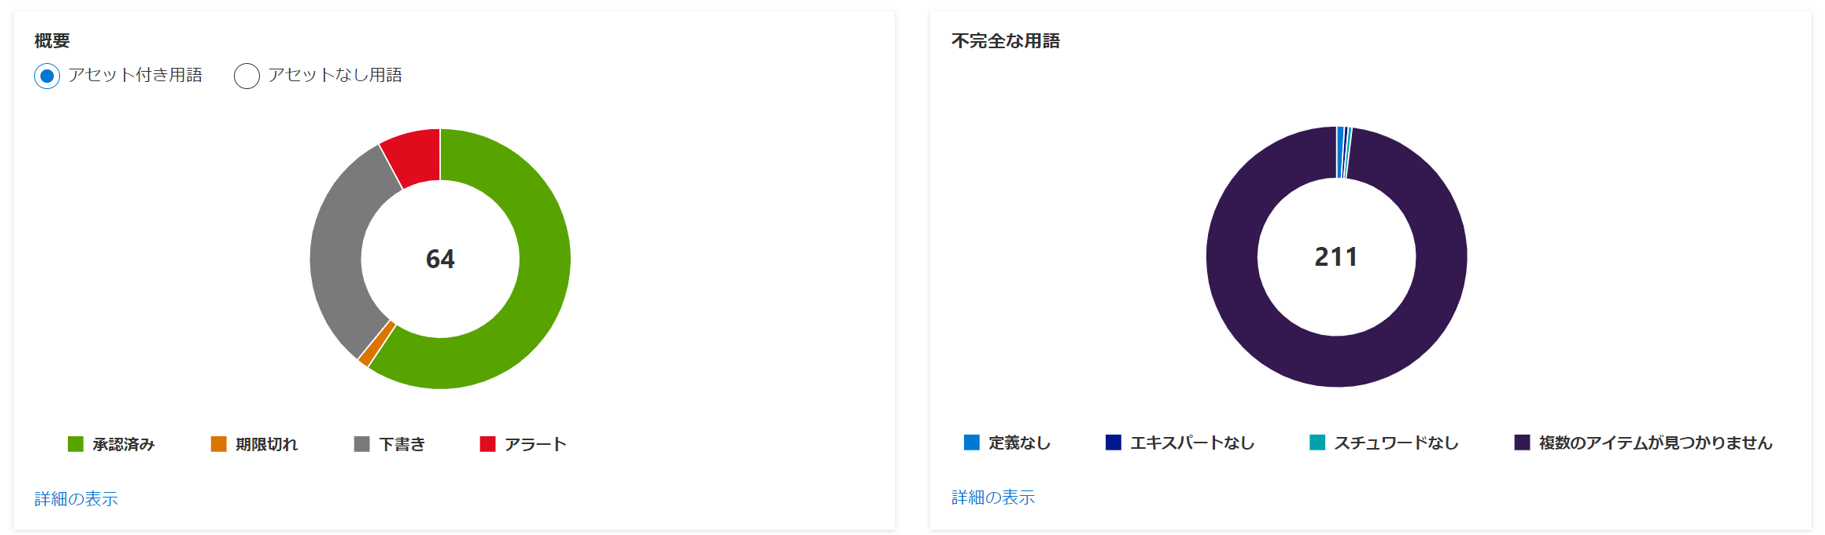 概要
アセット付き用語 アセットなし用語
64
承認済み 期限切れ 下書き アラート
詳細の表示
不完全な用語
211
定義なし エキスパートなし スチュワードなし 複数のアイテムが見つかりません
詳細の表示